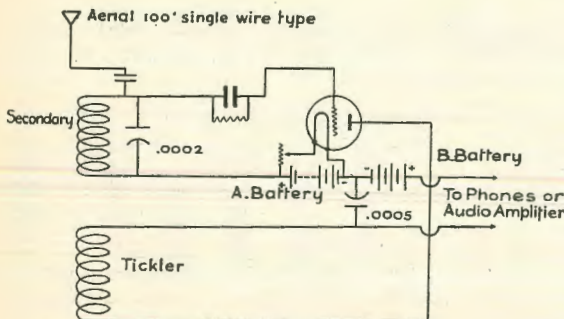 Aerial 100' single wire type
Secondary
.0002
B.Battery
+
-
-
+
A.Battery
To Phones or
Audio Amplifier
.0005
Tickler